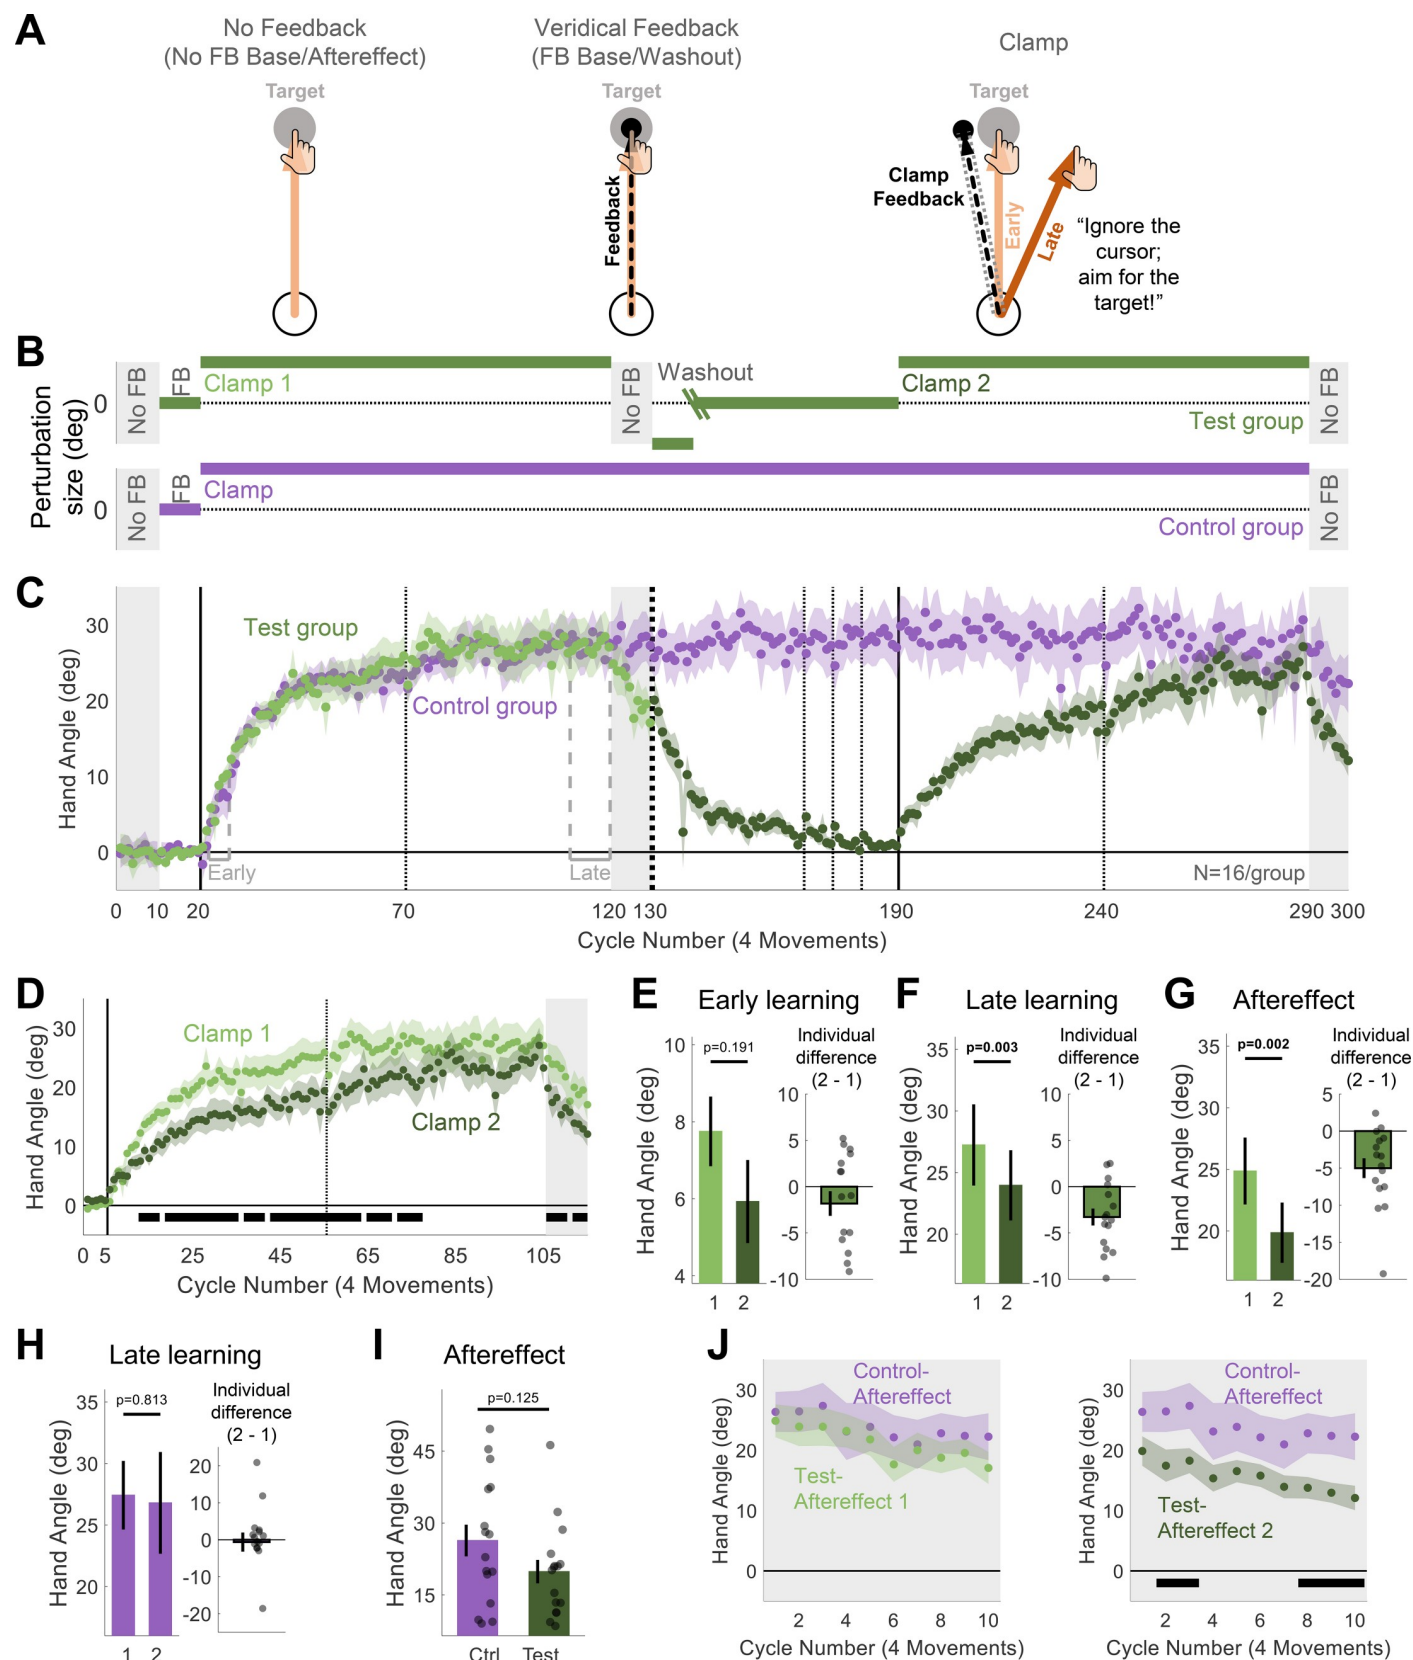 A
No Feedback
(No FB Base/Aftereffect)
Veridical Feedback
(FB Base/Washout)
Clamp
Target
Target
Target
Feedback
Clamp
Feedback
Early
Late
“Ignore the
cursor;
aim for the
target!”
B
Perturbation
size (deg)
0
No FB
FB
Clamp 1
No FB
Washout
Clamp 2
Test group
No FB
0
No FB
FB
Clamp
Control group
No FB
C
Hand Angle (deg)
30
20
10
0
Test group
Control group
Early
Late
N=16/group
0 10 20 70 120 130 190 240 290 300
Cycle Number (4 Movements)
D
Hand Angle (deg)
30
20
10
0
Clamp 1
Clamp 2
0 5 25 45 65 85 105
Cycle Number (4 Movements)
E
Early learning
Hand Angle (deg)
10
8
6
4
p=0.191
1 2
Individual
difference
(2 - 1)
10
5
0
-5
-10
F
Late learning
Hand Angle (deg)
35
30
25
20
p=0.003
1 2
Individual
difference
(2 - 1)
10
5
0
-5
-10
G
Aftereffect
Hand Angle (deg)
35
30
25
20
p=0.002
1 2
Individual
difference
(2 - 1)
5
0
-5
-10
-15
-20
H
Late learning
Hand Angle (deg)
35
30
25
20
p=0.813
1 2
Individual
difference
(2 - 1)
20
10
0
-10
-20
I
Aftereffect
Hand Angle (deg)
45
30
15
p=0.125
Ctrl Test
J
Hand Angle (deg)
30
20
10
0
Control-
Aftereffect
Test-
Aftereffect 1
2 4 6 8 10
Cycle Number (4 Movements)
Hand Angle (deg)
30
20
10
0
Control-
Aftereffect
Test-
Aftereffect 2
2 4 6 8 10
Cycle Number (4 Movements)